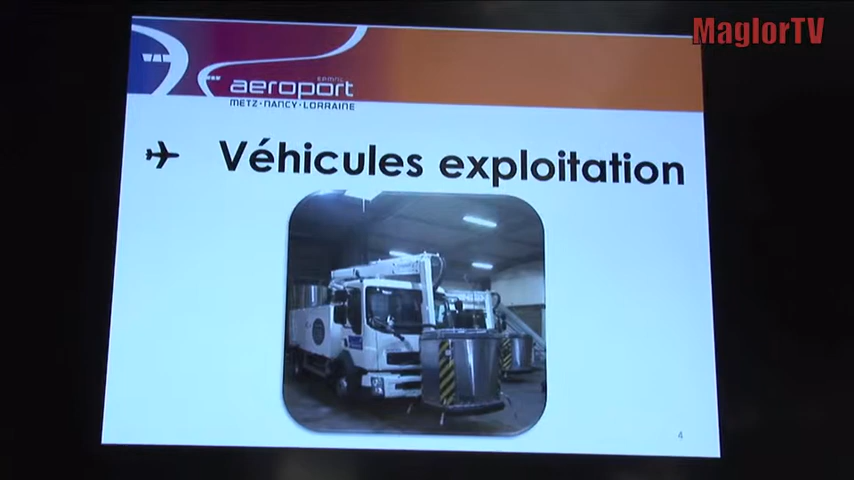 MaglorTV
aeroport
METZ-NANCY-LORRAINE
Véhicules exploitation
4